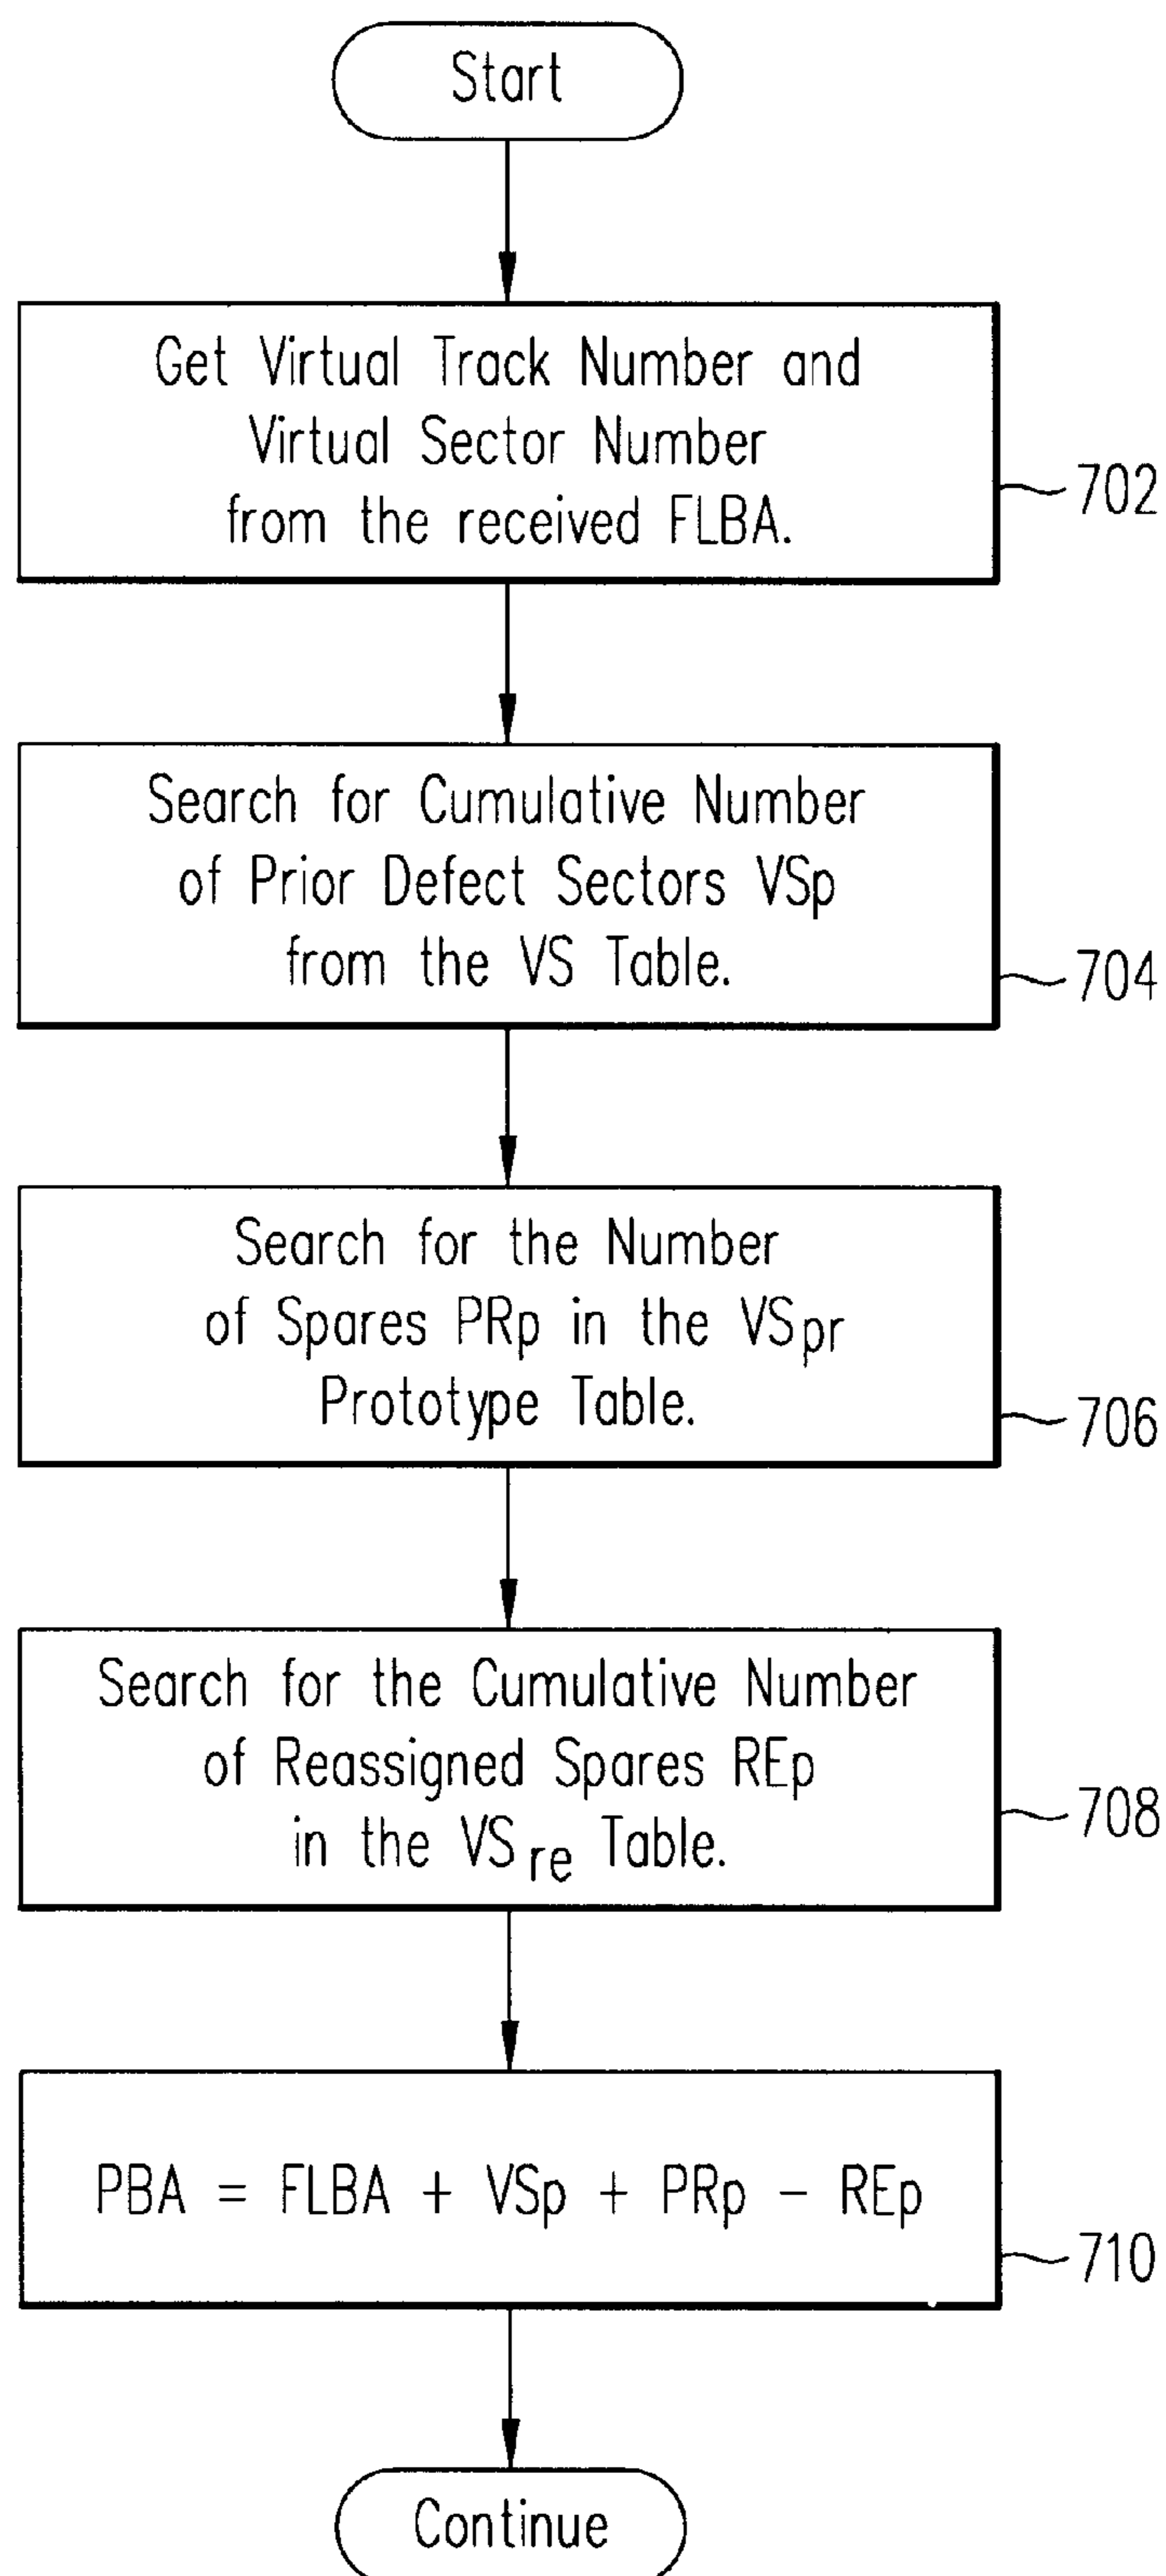 Start
Get Virtual Track Number and
Virtual Sector Number
from the received FLBA.
702
Search for Cumulative Number
of Prior Defect Sectors VSp
from the VS Table.
704
Search for the Number
of Spares PRp in the VSpr
Prototype Table.
706
Search for the Cumulative Number
of Reassigned Spares REp
in the VSre Table.
708
PBA = FLBA + VSp + PRp - REp
710
Continue